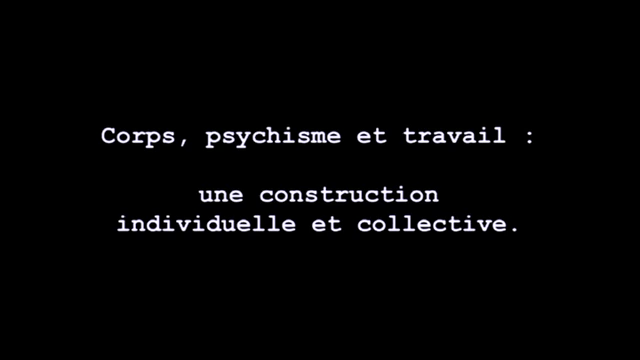 Corps, psychisme et travail :
une construction
individuelle et collective.